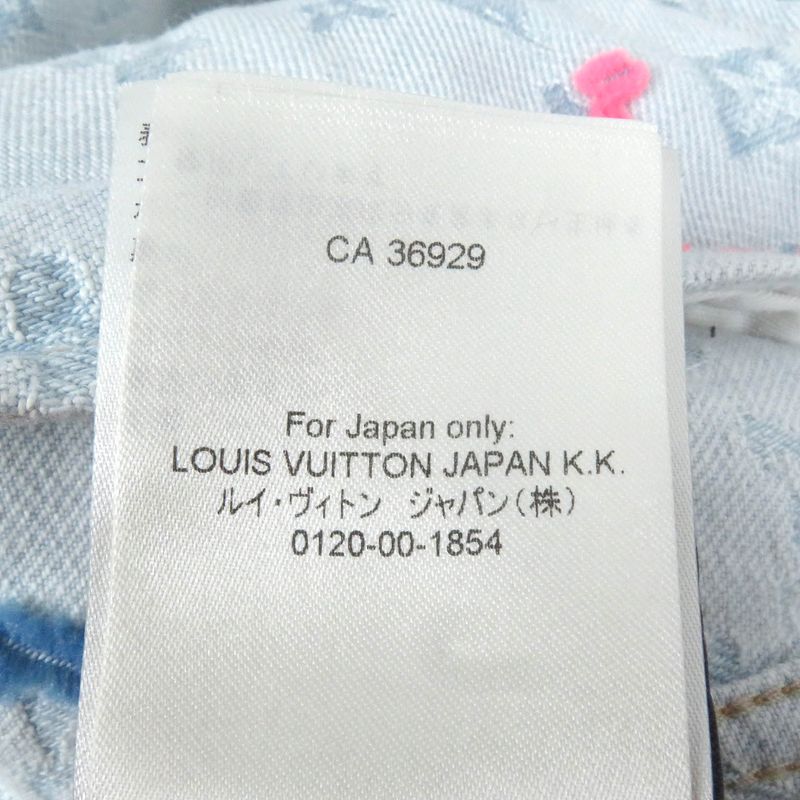 CA 36929
For Japan only:
LOUIS VUITTON JAPAN K.K.
ルイ・ヴィトン ジャパン(株)
0120-00-1854